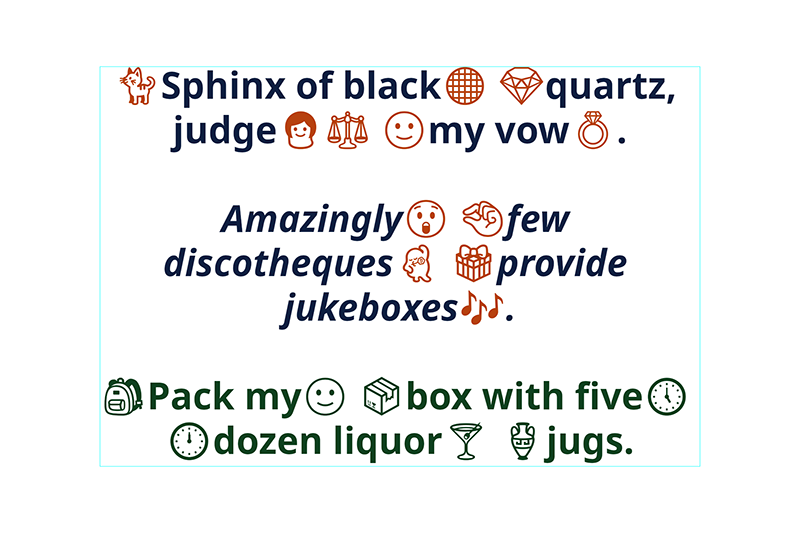 🐈Sphinx of black🌐 💎quartz,
judge👩‍⚖️ 🙂my vow💍.
Amazingly😮 🤏few
discotheques🪩 🎁provide
jukeboxes🎶.
🎒Pack my🙂 📦box with five🕔
🕛dozen liquor🍸 🏺jugs.